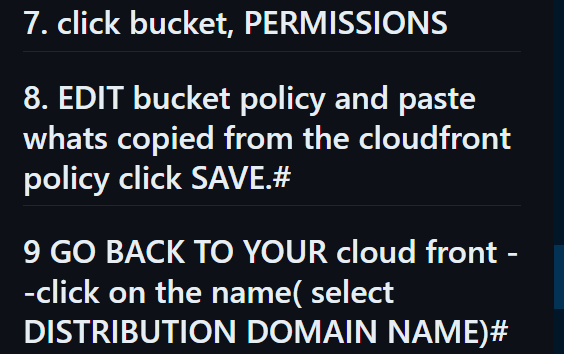 7. click bucket, PERMISSIONS
8. EDIT bucket policy and paste
whats copied from the cloudfront
policy click SAVE.#
9 GO BACK TO YOUR cloud front -
-click on the name( select
DISTRIBUTION DOMAIN NAME)#